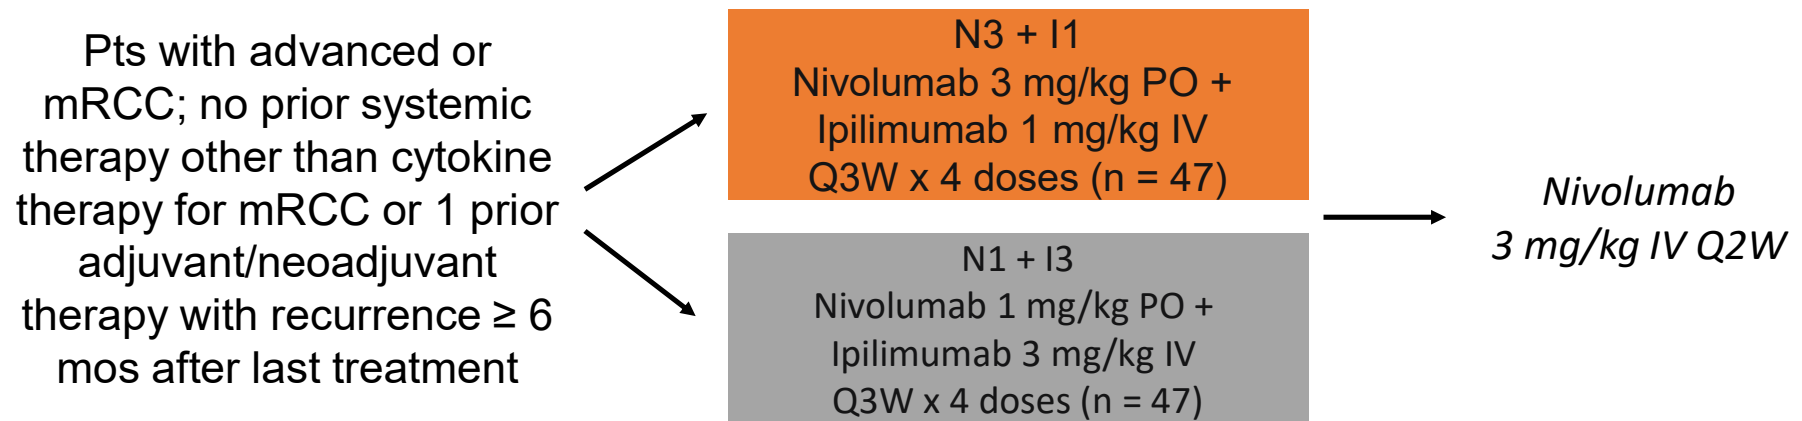 Pts with advanced or
mRCC; no prior systemic
therapy other than cytokine
therapy for mRCC or 1 prior
adjuvant/neoadjuvant
therapy with recurrence ≥ 6
mos after last treatment
N3 + I1
Nivolumab 3 mg/kg PO +
Ipilimumab 1 mg/kg IV
Q3W x 4 doses (n = 47)
N1 + I3
Nivolumab 1 mg/kg PO +
Ipilimumab 3 mg/kg IV
Q3W x 4 doses (n = 47)
Nivolumab
3 mg/kg IV Q2W